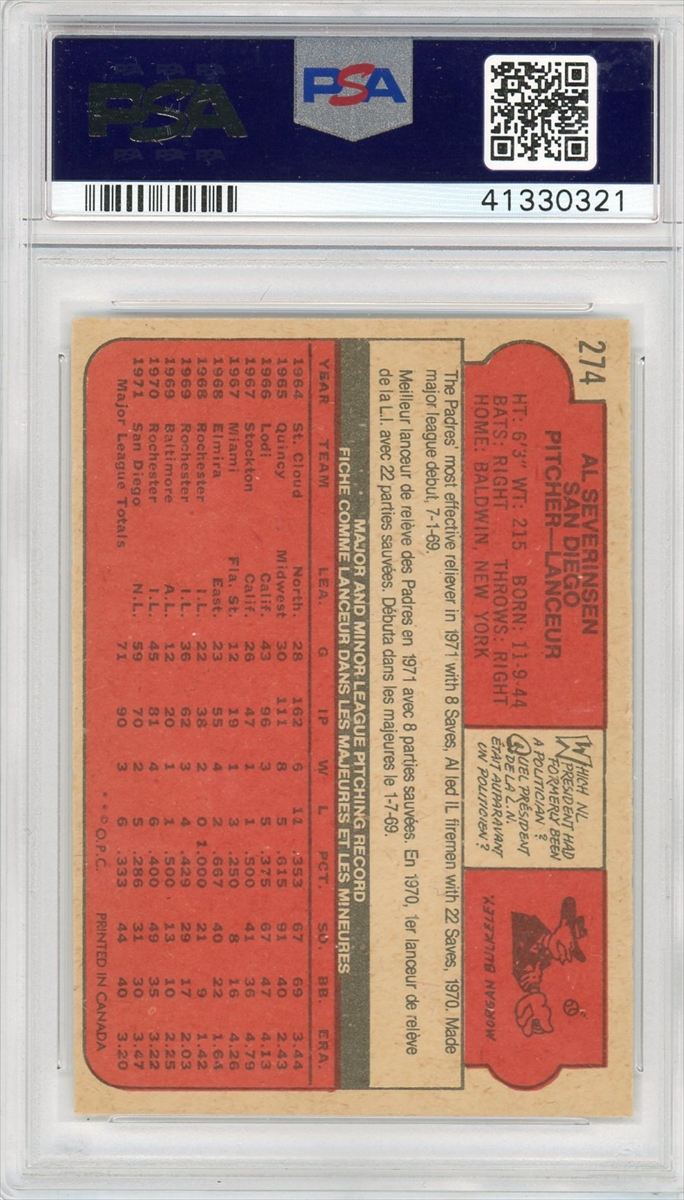 PSA PSA PSA
PSA
PSA PSA PSA
PSA
41330321
274
AL SEVERINSEN
SAN DIEGO
PITCHER—LANCEUR
HT: 6'3" WT: 215 BORN: 11-9-44
BATS: RIGHT THROWS: RIGHT
HOME: BALDWIN, NEW YORK
WHICH N.L.
PRESIDENT HAD
FORMERLY BEEN
A POLITICIAN?
QUEL PRÉSIDENT
DE LA L.N.
ÉTAIT AUPARAVANT
UN POLITICIEN?
MORGAN BULKELEY
The Padres' most effective reliever in 1971 with 8 Saves, Al led IL firemen with 22 Saves, 1970. Made
major league debut 7-1-69.
Meilleur lanceur de relève des Padres en 1971 avec 8 parties sauvées. En 1970, 1er lanceur de relève
de la L.I. avec 22 parties sauvées. Débuta dans les majeures le 1-7-69.
MAJOR AND MINOR LEAGUE PITCHING RECORD
FICHE COMME LANCEUR DANS LES MAJEURES ET LES MINEURES
YEAR TEAM LEA. G IP W L PCT. SO. BB. ERA.
1964 St. Cloud North. 28 162 6 11 .353 67 69 3.44
1965 Quincy Midwest 30 111 8 5 .615 91 40 2.43
1966 Lodi Calif. 43 96 3 5 .375 67 47 4.13
1967 Stockton Calif. 26 47 1 1 .500 41 36 4.79
1967 Miami Fla. St. 12 19 1 3 .250 8 16 4.26
1968 Elmira East. 23 55 4 2 .667 40 22 1.64
1968 Rochester I.L. 22 38 2 0 1.000 21 9 1.42
1969 Rochester I.L. 36 62 3 4 .429 29 17 2.03
1969 Baltimore A.L. 12 20 1 1 .500 13 10 2.25
1970 Rochester I.L. 45 81 4 6 .400 49 35 3.22
1971 San Diego N.L. 59 70 2 5 .286 31 30 3.47
Major League Totals 71 90 3 6 .333 44 40 3.20
* * © O.P.C. PRINTED IN CANADA